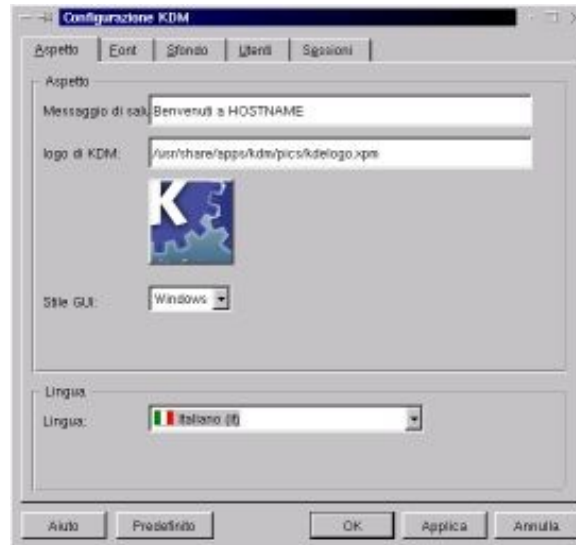 Configurazione KDM
Aspetto Font Sfondo Utenti Sessioni
Aspetto
Messaggio di salu Benvenuti a HOSTNAME
logo di KDM: /usr/share/apps/kdm/pics/kdelogo.xpm
K
Stile GUI: Windows
Lingua
Lingua: Italiano (it)
Aiuto Predefinito OK Applica Annulla